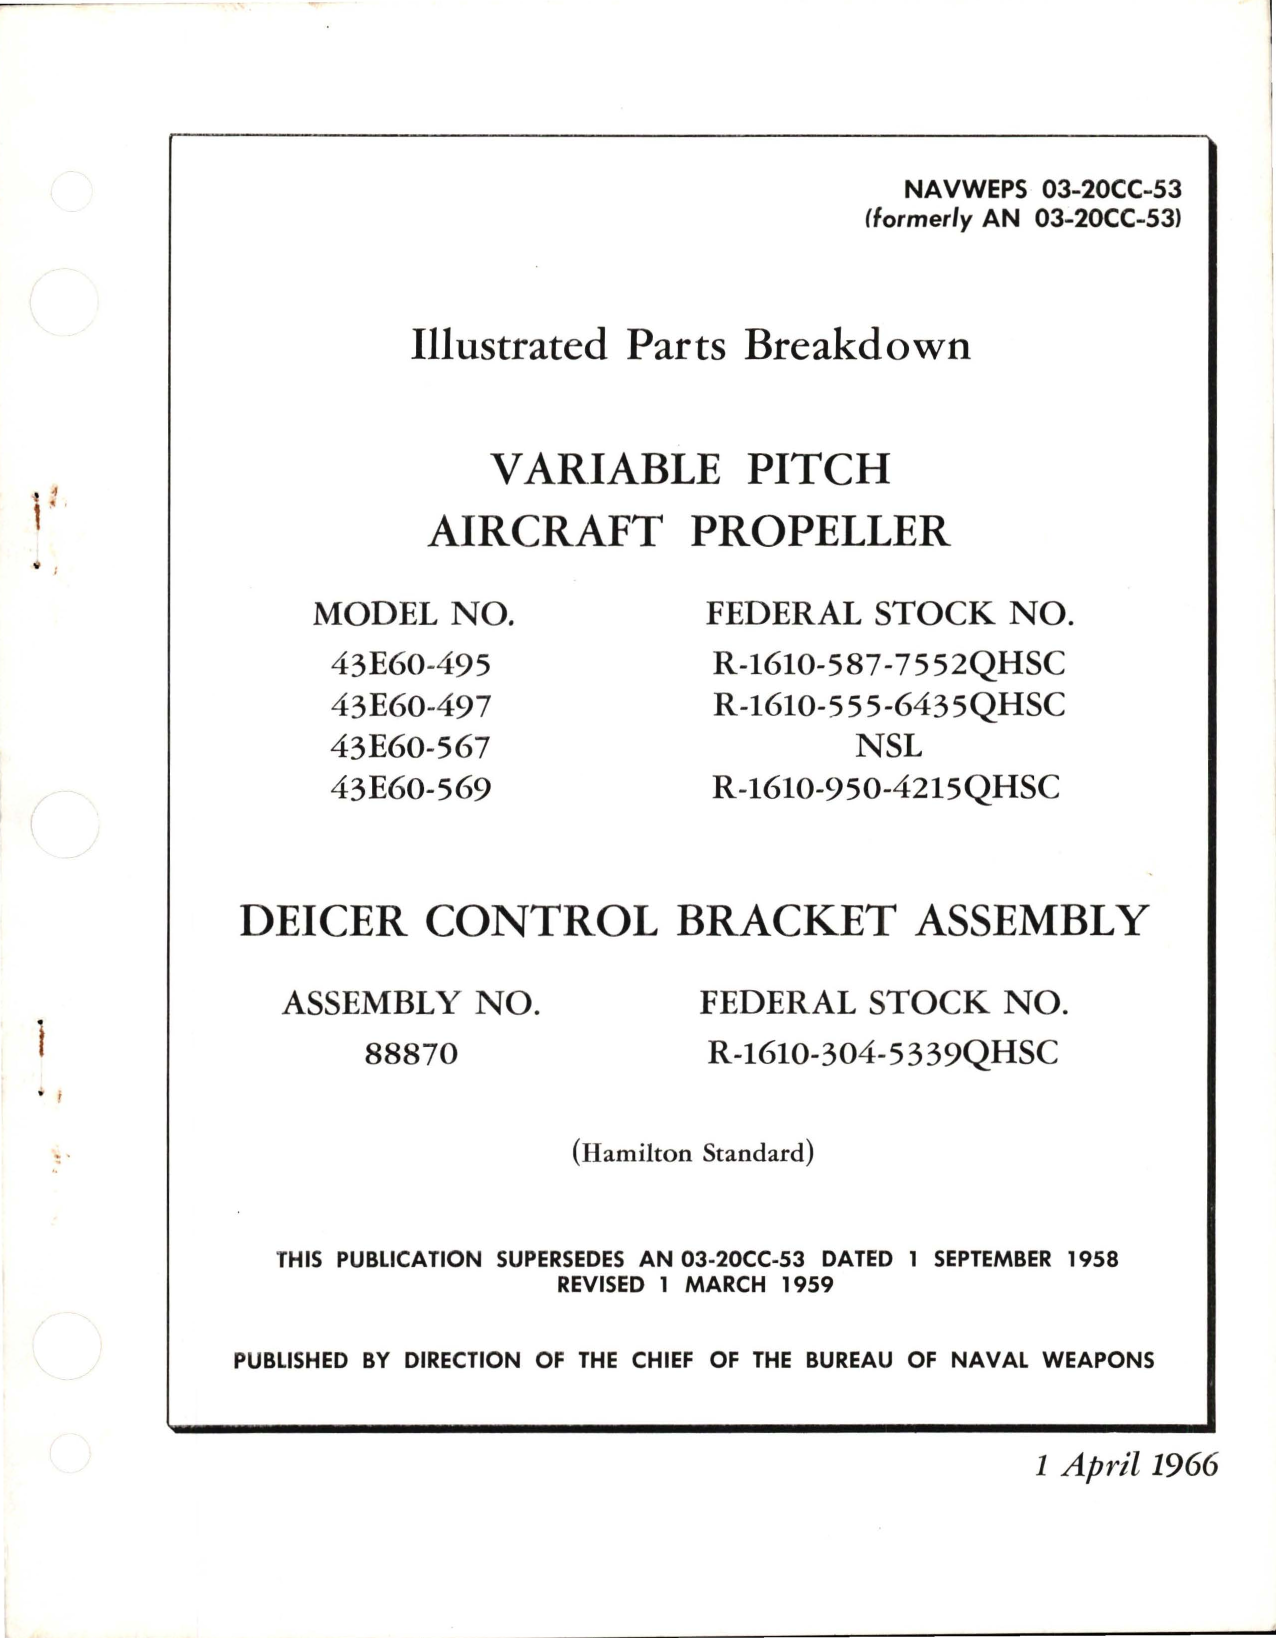 NAVWEPS 03-20CC-53
(formerly AN 03-20CC-53)
Illustrated Parts Breakdown
VARIABLE PITCH
AIRCRAFT PROPELLER
MODEL NO. FEDERAL STOCK NO.
43E60-495 R-1610-587-7552QHSC
43E60-497 R-1610-555-6435QHSC
43E60-567 NSL
43E60-569 R-1610-950-4215QHSC
DEICER CONTROL BRACKET ASSEMBLY
ASSEMBLY NO. FEDERAL STOCK NO.
88870 R-1610-304-5339QHSC
(Hamilton Standard)
THIS PUBLICATION SUPERSEDES AN 03-20CC-53 DATED 1 SEPTEMBER 1958
REVISED 1 MARCH 1959
PUBLISHED BY DIRECTION OF THE CHIEF OF THE BUREAU OF NAVAL WEAPONS
1 April 1966